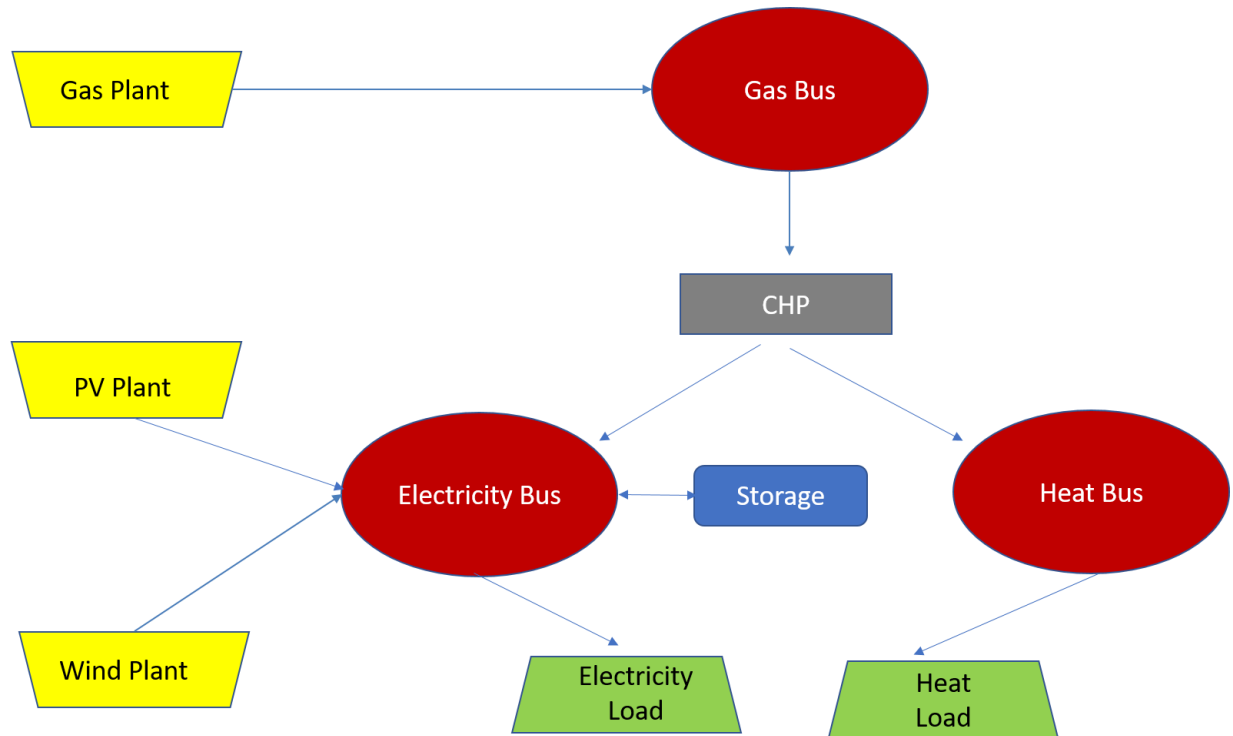 Gas Plant
Gas Bus
CHP
PV Plant
Electricity Bus
Storage
Heat Bus
Wind Plant
Electricity
Load
Heat
Load